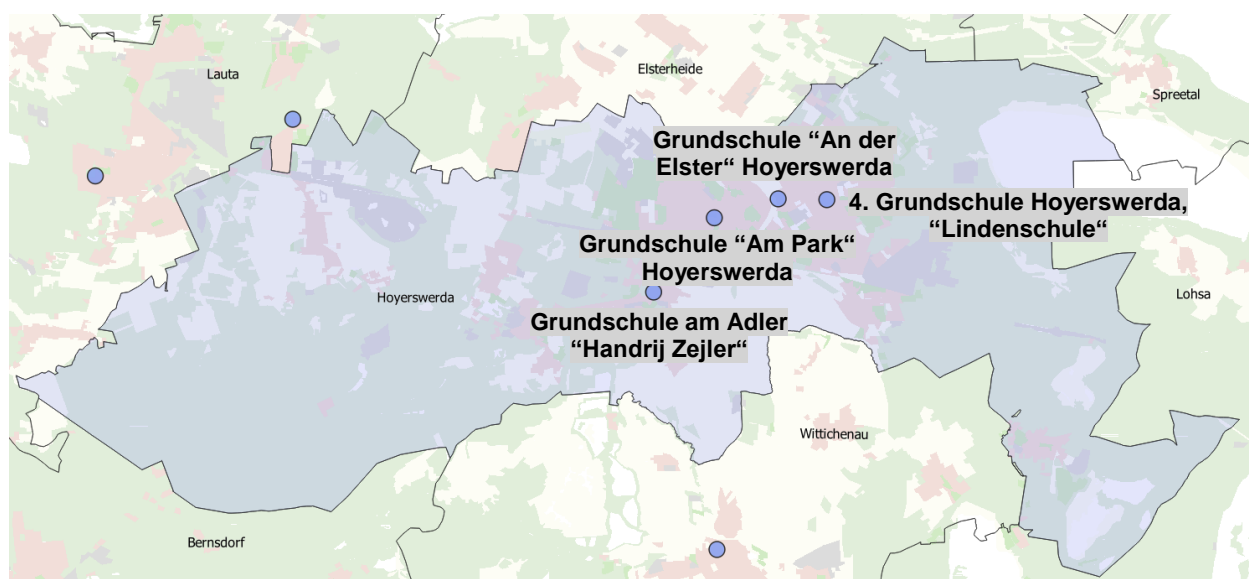 Lauta
Elsterheide
Spreetal
Grundschule “An der
Elster“ Hoyerswerda
4. Grundschule Hoyerswerda,
“Lindenschule“
Grundschule “Am Park“
Hoyerswerda
Hoyerswerda
Lohsa
Grundschule am Adler
“Handrij Zejler“
Wittichenau
Bernsdorf